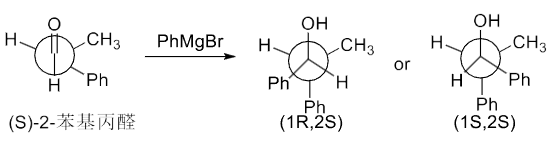 O
H
CH3
H
Ph
(S)-2-苯基丙醛
PhMgBr
OH
H
CH3
Ph
H
Ph
(1R,2S)
or
OH
H
CH3
H
Ph
Ph
(1S,2S)